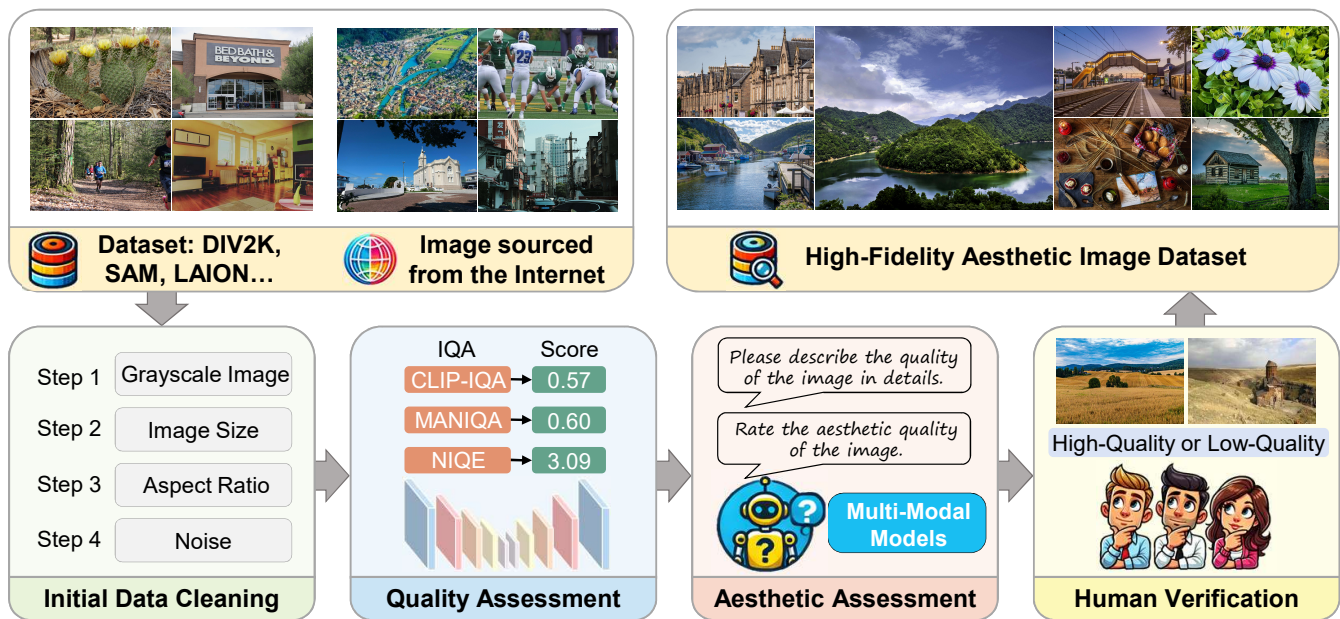 BED BATH &
BEYOND
1
23
Dataset: DIV2K,
SAM, LAION...
Image sourced
from the Internet
High-Fidelity Aesthetic Image Dataset
Step 1
Grayscale Image
Step 2
Image Size
Step 3
Aspect Ratio
Step 4
Noise
Initial Data Cleaning
IQA
Score
CLIP-IQA
0.57
MANIQA
0.60
NIQE
3.09
Quality Assessment
Please describe the quality
of the image in details.
Rate the aesthetic quality
of the image.
?
?
Multi-Modal
Models
Aesthetic Assessment
High-Quality or Low-Quality
Human Verification